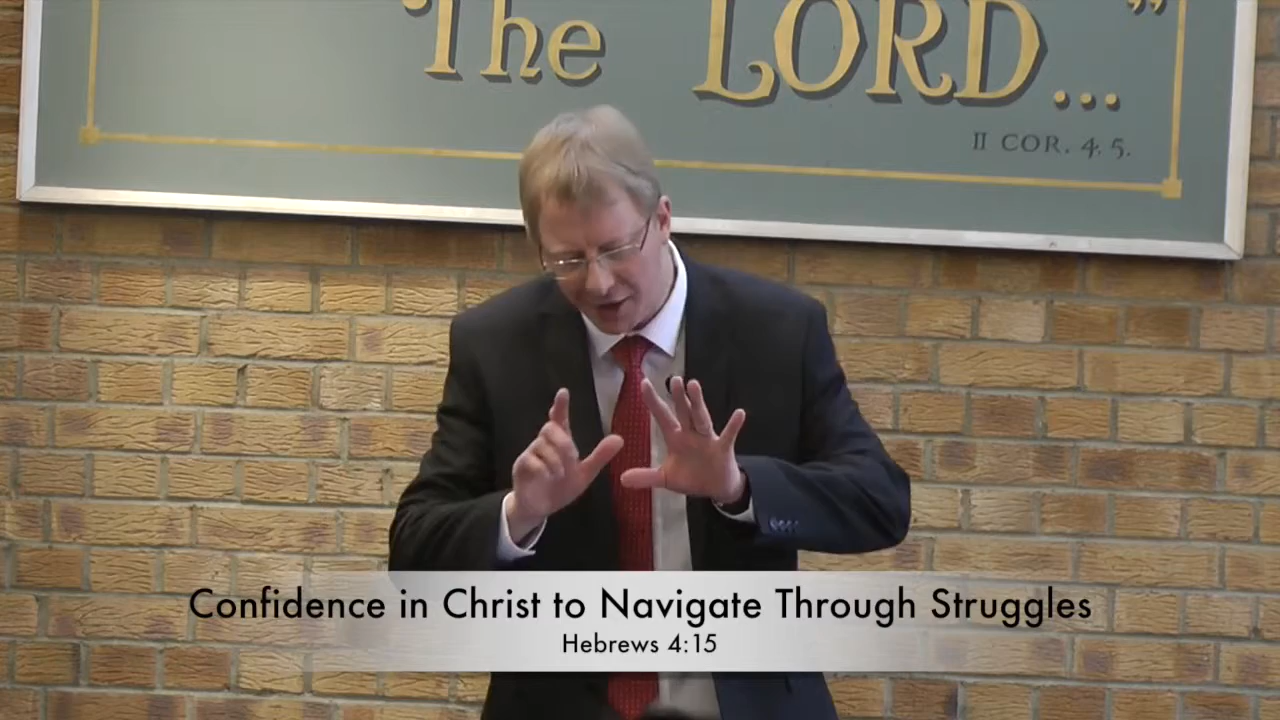 The LORD..."
II COR. 4. 5.
Confidence in Christ to Navigate Through Struggles
Hebrews 4:15